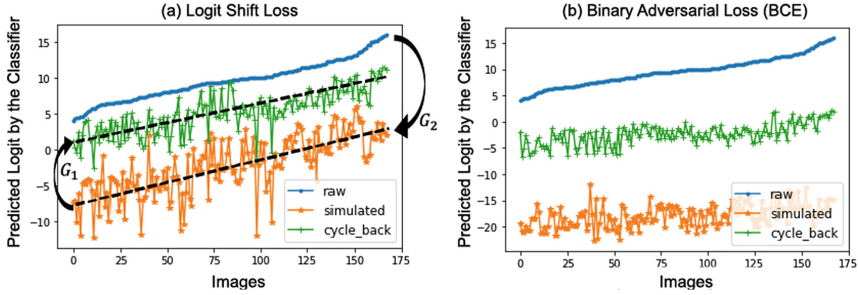 (a) Logit Shift Loss
Predicted Logit by the Classifier
15
10
5
0
−5
−10
G1
G2
raw
simulated
cycle_back
0
25
50
75
100
125
150
175
Images
(b) Binary Adversarial Loss (BCE)
Predicted Logit by the Classifier
15
10
5
0
−5
−10
−15
−20
raw
simulated
cycle_back
0
25
50
75
100
125
150
175
Images